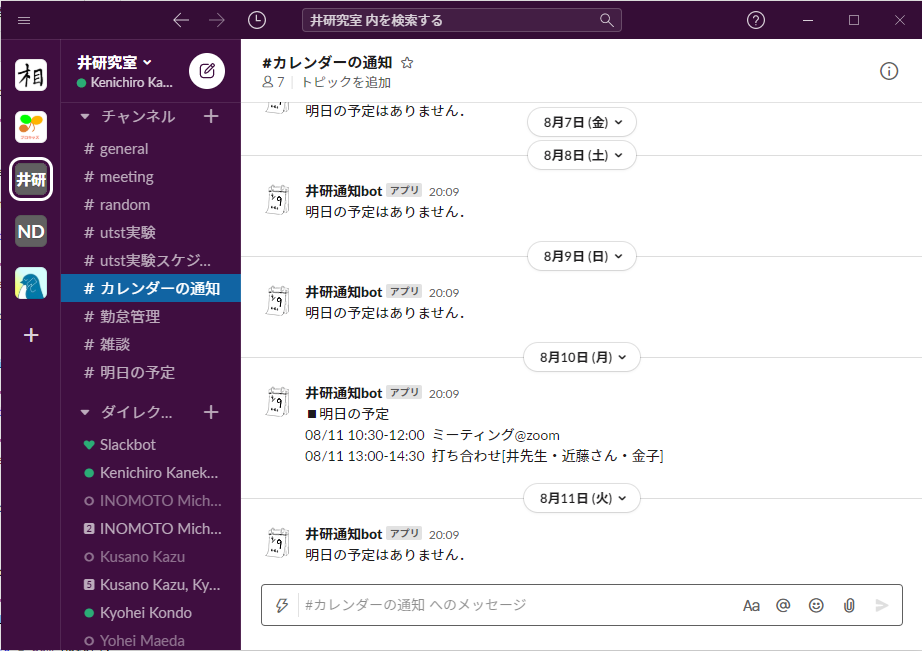 井研究室 内を検索する
相
井研
ND
井研究室
Kenichiro Ka...
チャンネル
# general
# meeting
# random
# utst実験
# utst実験スケジ...
# カレンダーの通知
# 勤怠管理
# 雑談
# 明日の予定
ダイレク...
Slackbot
Kenichiro Kanek...
INOMOTO Mich...
2 INOMOTO Mich...
Kusano Kazu
5 Kusano Kazu, Ky...
Kyohei Kondo
Yohei Maeda
#カレンダーの通知
7 | トピックを追加
明日の予定はありません.
8月7日 (金)
8月8日 (土)
井研通知bot アプリ 20:09
明日の予定はありません.
8月9日 (日)
井研通知bot アプリ 20:09
明日の予定はありません.
8月10日 (月)
井研通知bot アプリ 20:09
■明日の予定
08/11 10:30-12:00 ミーティング@zoom
08/11 13:00-14:30 打ち合わせ[井先生・近藤さん・金子]
8月11日 (火)
井研通知bot アプリ 20:09
明日の予定はありません.
#カレンダーの通知 へのメッセージ
Aa @